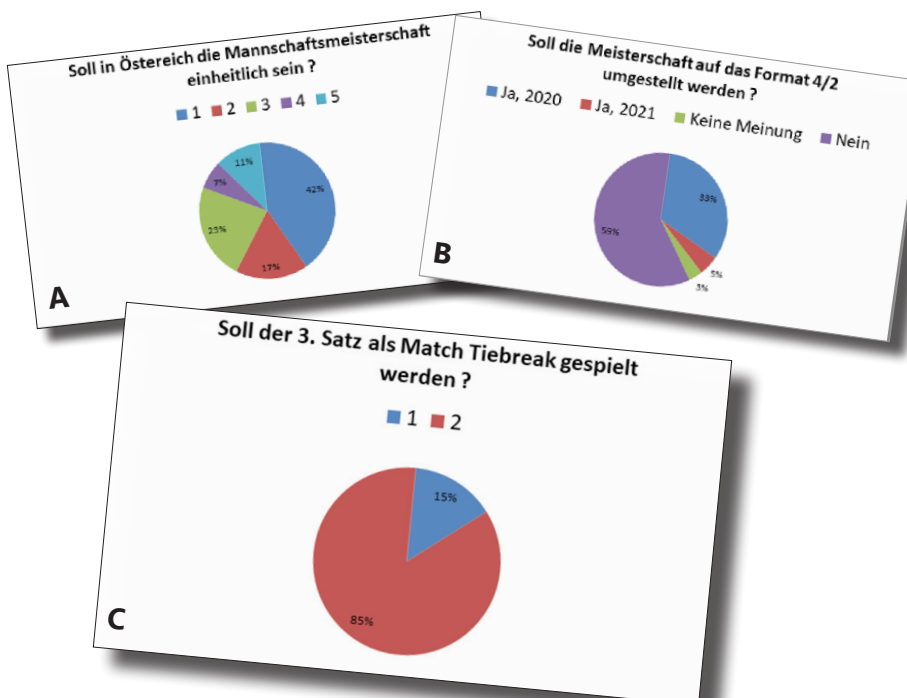 Soll in Östereich die Mannschaftsmeisterschaft
einheitlich sein ?
1 2 3 4 5
11%
42%
7%
23%
17%
A
Soll die Meisterschaft auf das Format 4/2
umgestellt werden ?
Ja, 2020 Ja, 2021 Keine Meinung Nein
33%
59%
5%
3%
B
Soll der 3. Satz als Match Tiebreak gespielt
werden ?
1 2
15%
85%
C